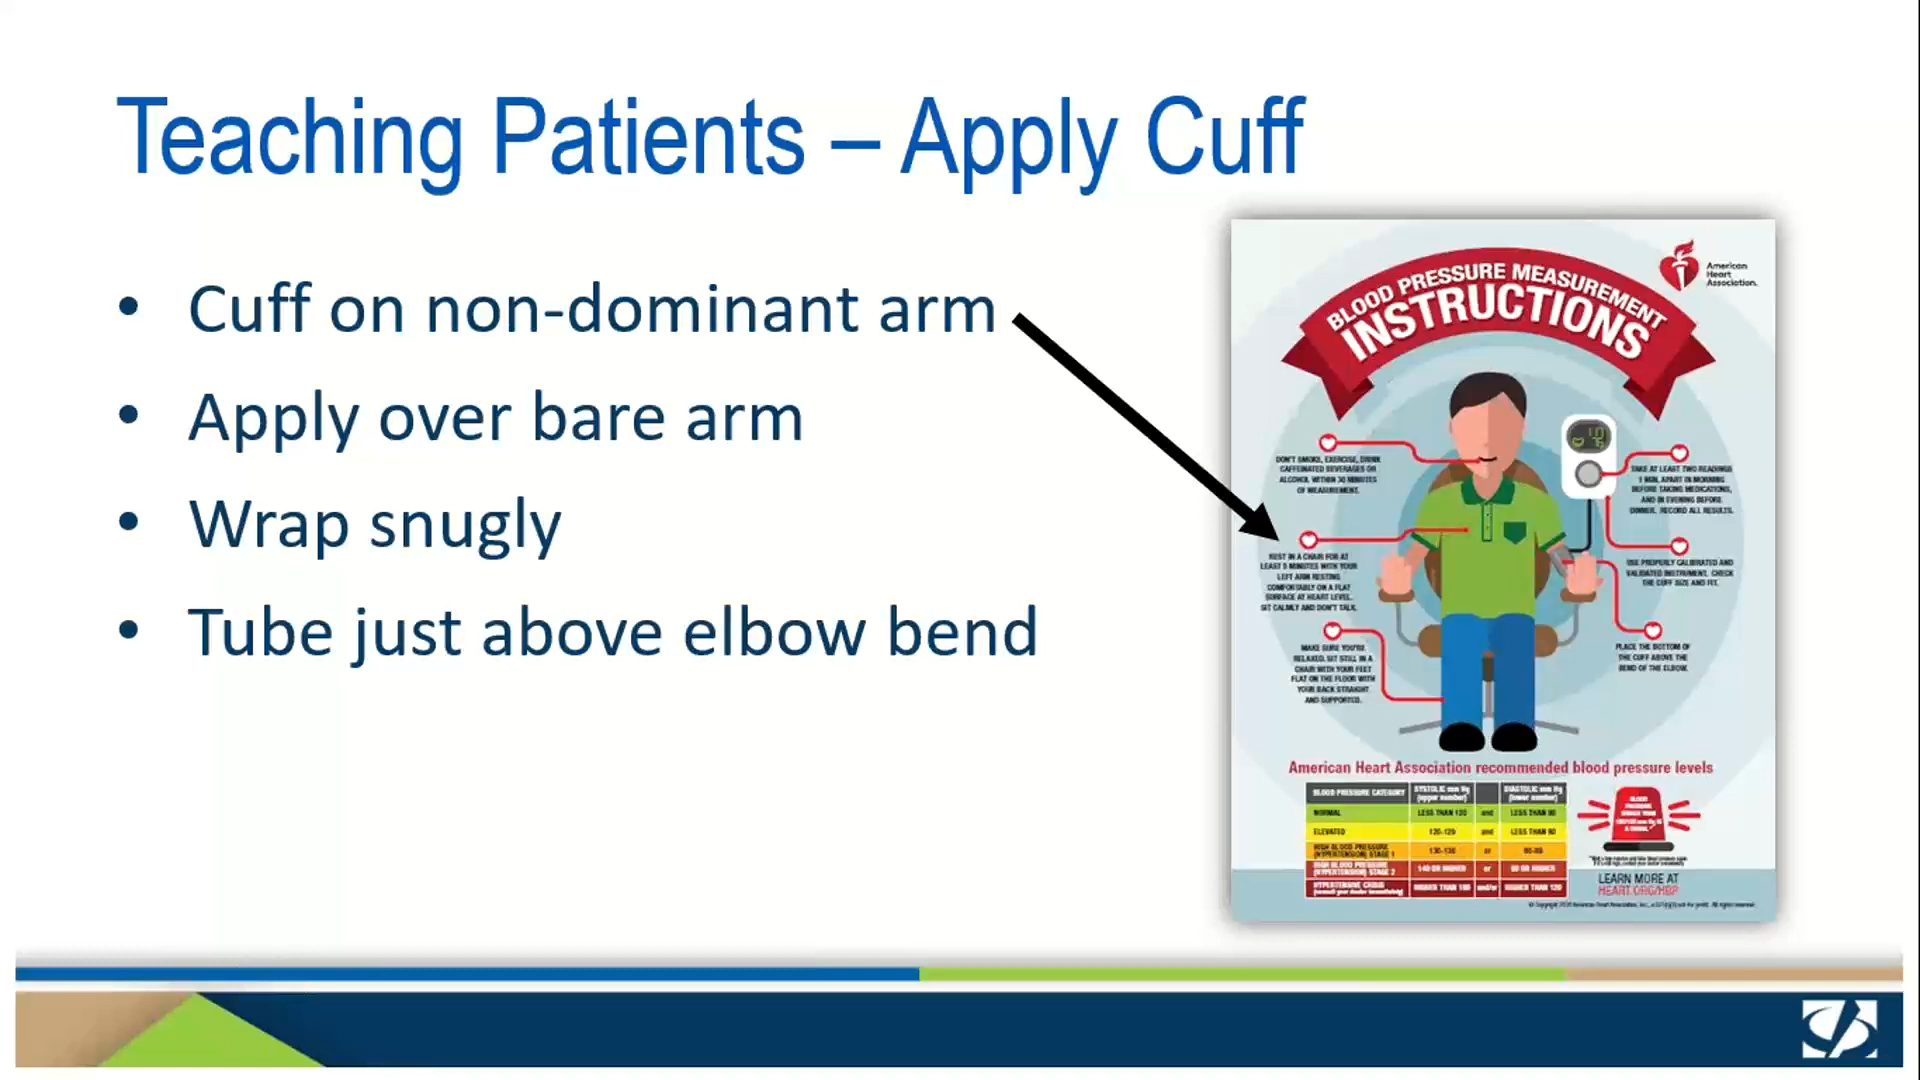 Teaching Patients – Apply Cuff
• Cuff on non-dominant arm
• Apply over bare arm
• Wrap snugly
• Tube just above elbow bend
American
Heart
Association.
BLOOD PRESSURE MEASUREMENT
INSTRUCTIONS
DON'T SMOKE, EXERCISE, DRINK
CAFFEINATED BEVERAGES OR
ALCOHOL WITHIN 30 MINUTES
OF MEASUREMENT.
REST IN A CHAIR FOR AT
LEAST 5 MINUTES WITH YOUR
LEFT ARM RESTING
COMFORTABLY ON A FLAT
SURFACE AT HEART LEVEL.
SIT CALMLY AND DON'T TALK.
MAKE SURE YOU'RE
RELAXED. SIT STILL IN A
CHAIR WITH YOUR FEET
FLAT ON THE FLOOR WITH
YOUR BACK STRAIGHT
AND SUPPORTED.
TAKE AT LEAST TWO READINGS
1 MIN. APART IN MORNING
BEFORE TAKING MEDICATIONS,
AND IN EVENING BEFORE
DINNER. RECORD ALL RESULTS.
USE PROPERLY CALIBRATED AND
VALIDATED INSTRUMENT. CHECK
THE CUFF SIZE AND FIT.
PLACE THE BOTTOM OF
THE CUFF ABOVE THE
BEND OF THE ELBOW.
American Heart Association recommended blood pressure levels
BLOOD PRESSURE CATEGORY SYSTOLIC mm Hg (upper number) DIASTOLIC mm Hg (lower number)
NORMAL LESS THAN 120 and LESS THAN 80
ELEVATED 120-129 and LESS THAN 80
HIGH BLOOD PRESSURE (HYPERTENSION) STAGE 1 130-139 or 80-89
HIGH BLOOD PRESSURE (HYPERTENSION) STAGE 2 140 OR HIGHER or 90 OR HIGHER
HYPERTENSIVE CRISIS (consult your doctor immediately) HIGHER THAN 180 and/or HIGHER THAN 120
LEARN MORE AT
HEART.ORG/HBP